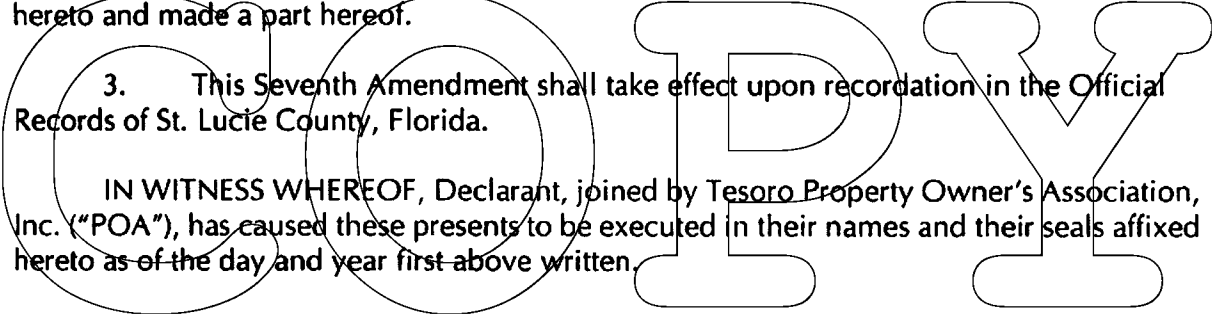 hereto and made a part hereof.
3. This Seventh Amendment shall take effect upon recordation in the Official
Records of St. Lucie County, Florida.
IN WITNESS WHEREOF, Declarant, joined by Tesoro Property Owner's Association,
Inc. ("POA"), has caused these presents to be executed in their names and their seals affixed
hereto as of the day and year first above written.
COPY